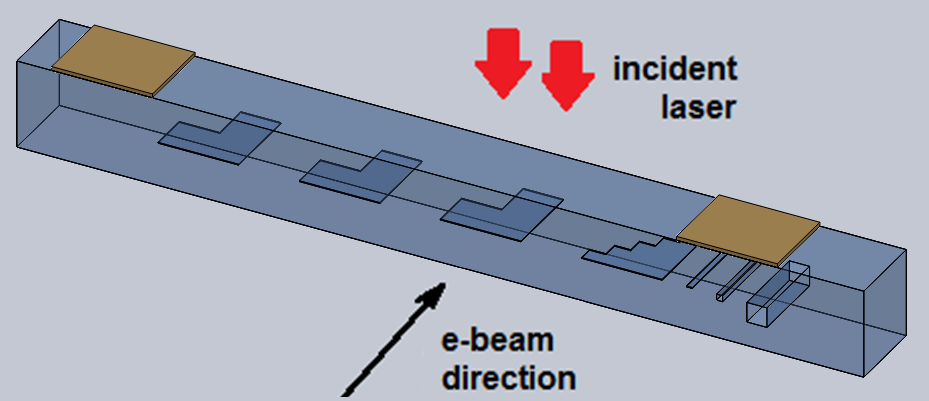 incident
laser
e-beam
direction